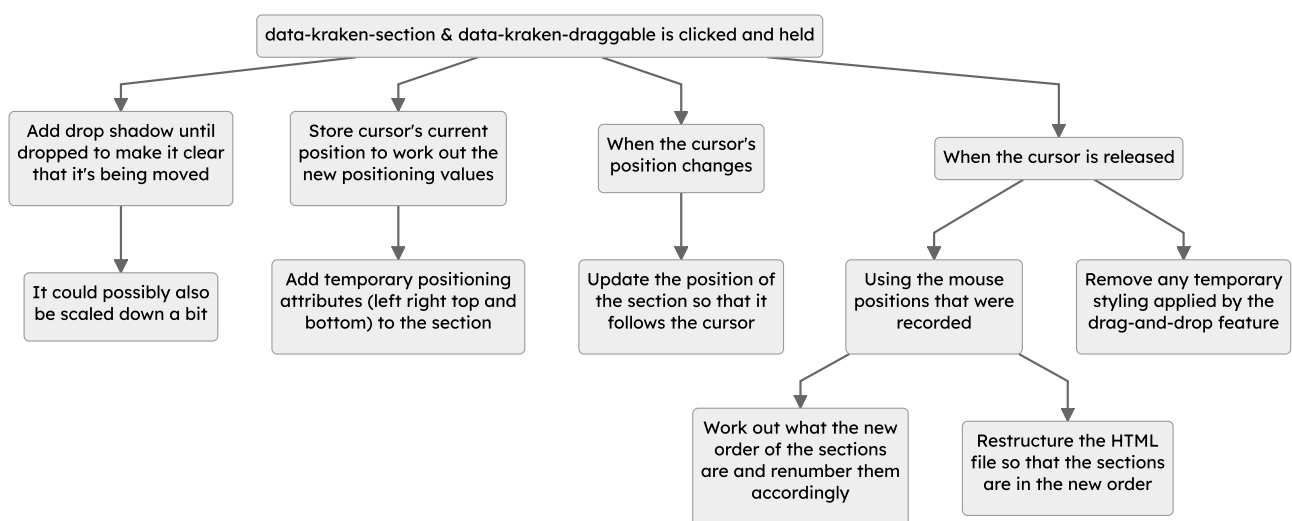 data-kraken-section & data-kraken-draggable is clicked and held
Add drop shadow until
dropped to make it clear
that it's being moved
Store cursor's current
position to work out the
new positioning values
When the cursor's
position changes
When the cursor is released
It could possibly also
be scaled down a bit
Add temporary positioning
attributes (left right top and
bottom) to the section
Update the position of
the section so that it
follows the cursor
Using the mouse
positions that were
recorded
Remove any temporary
styling applied by the
drag-and-drop feature
Work out what the new
order of the sections
are and renumber them
accordingly
Restructure the HTML
file so that the sections
are in the new order